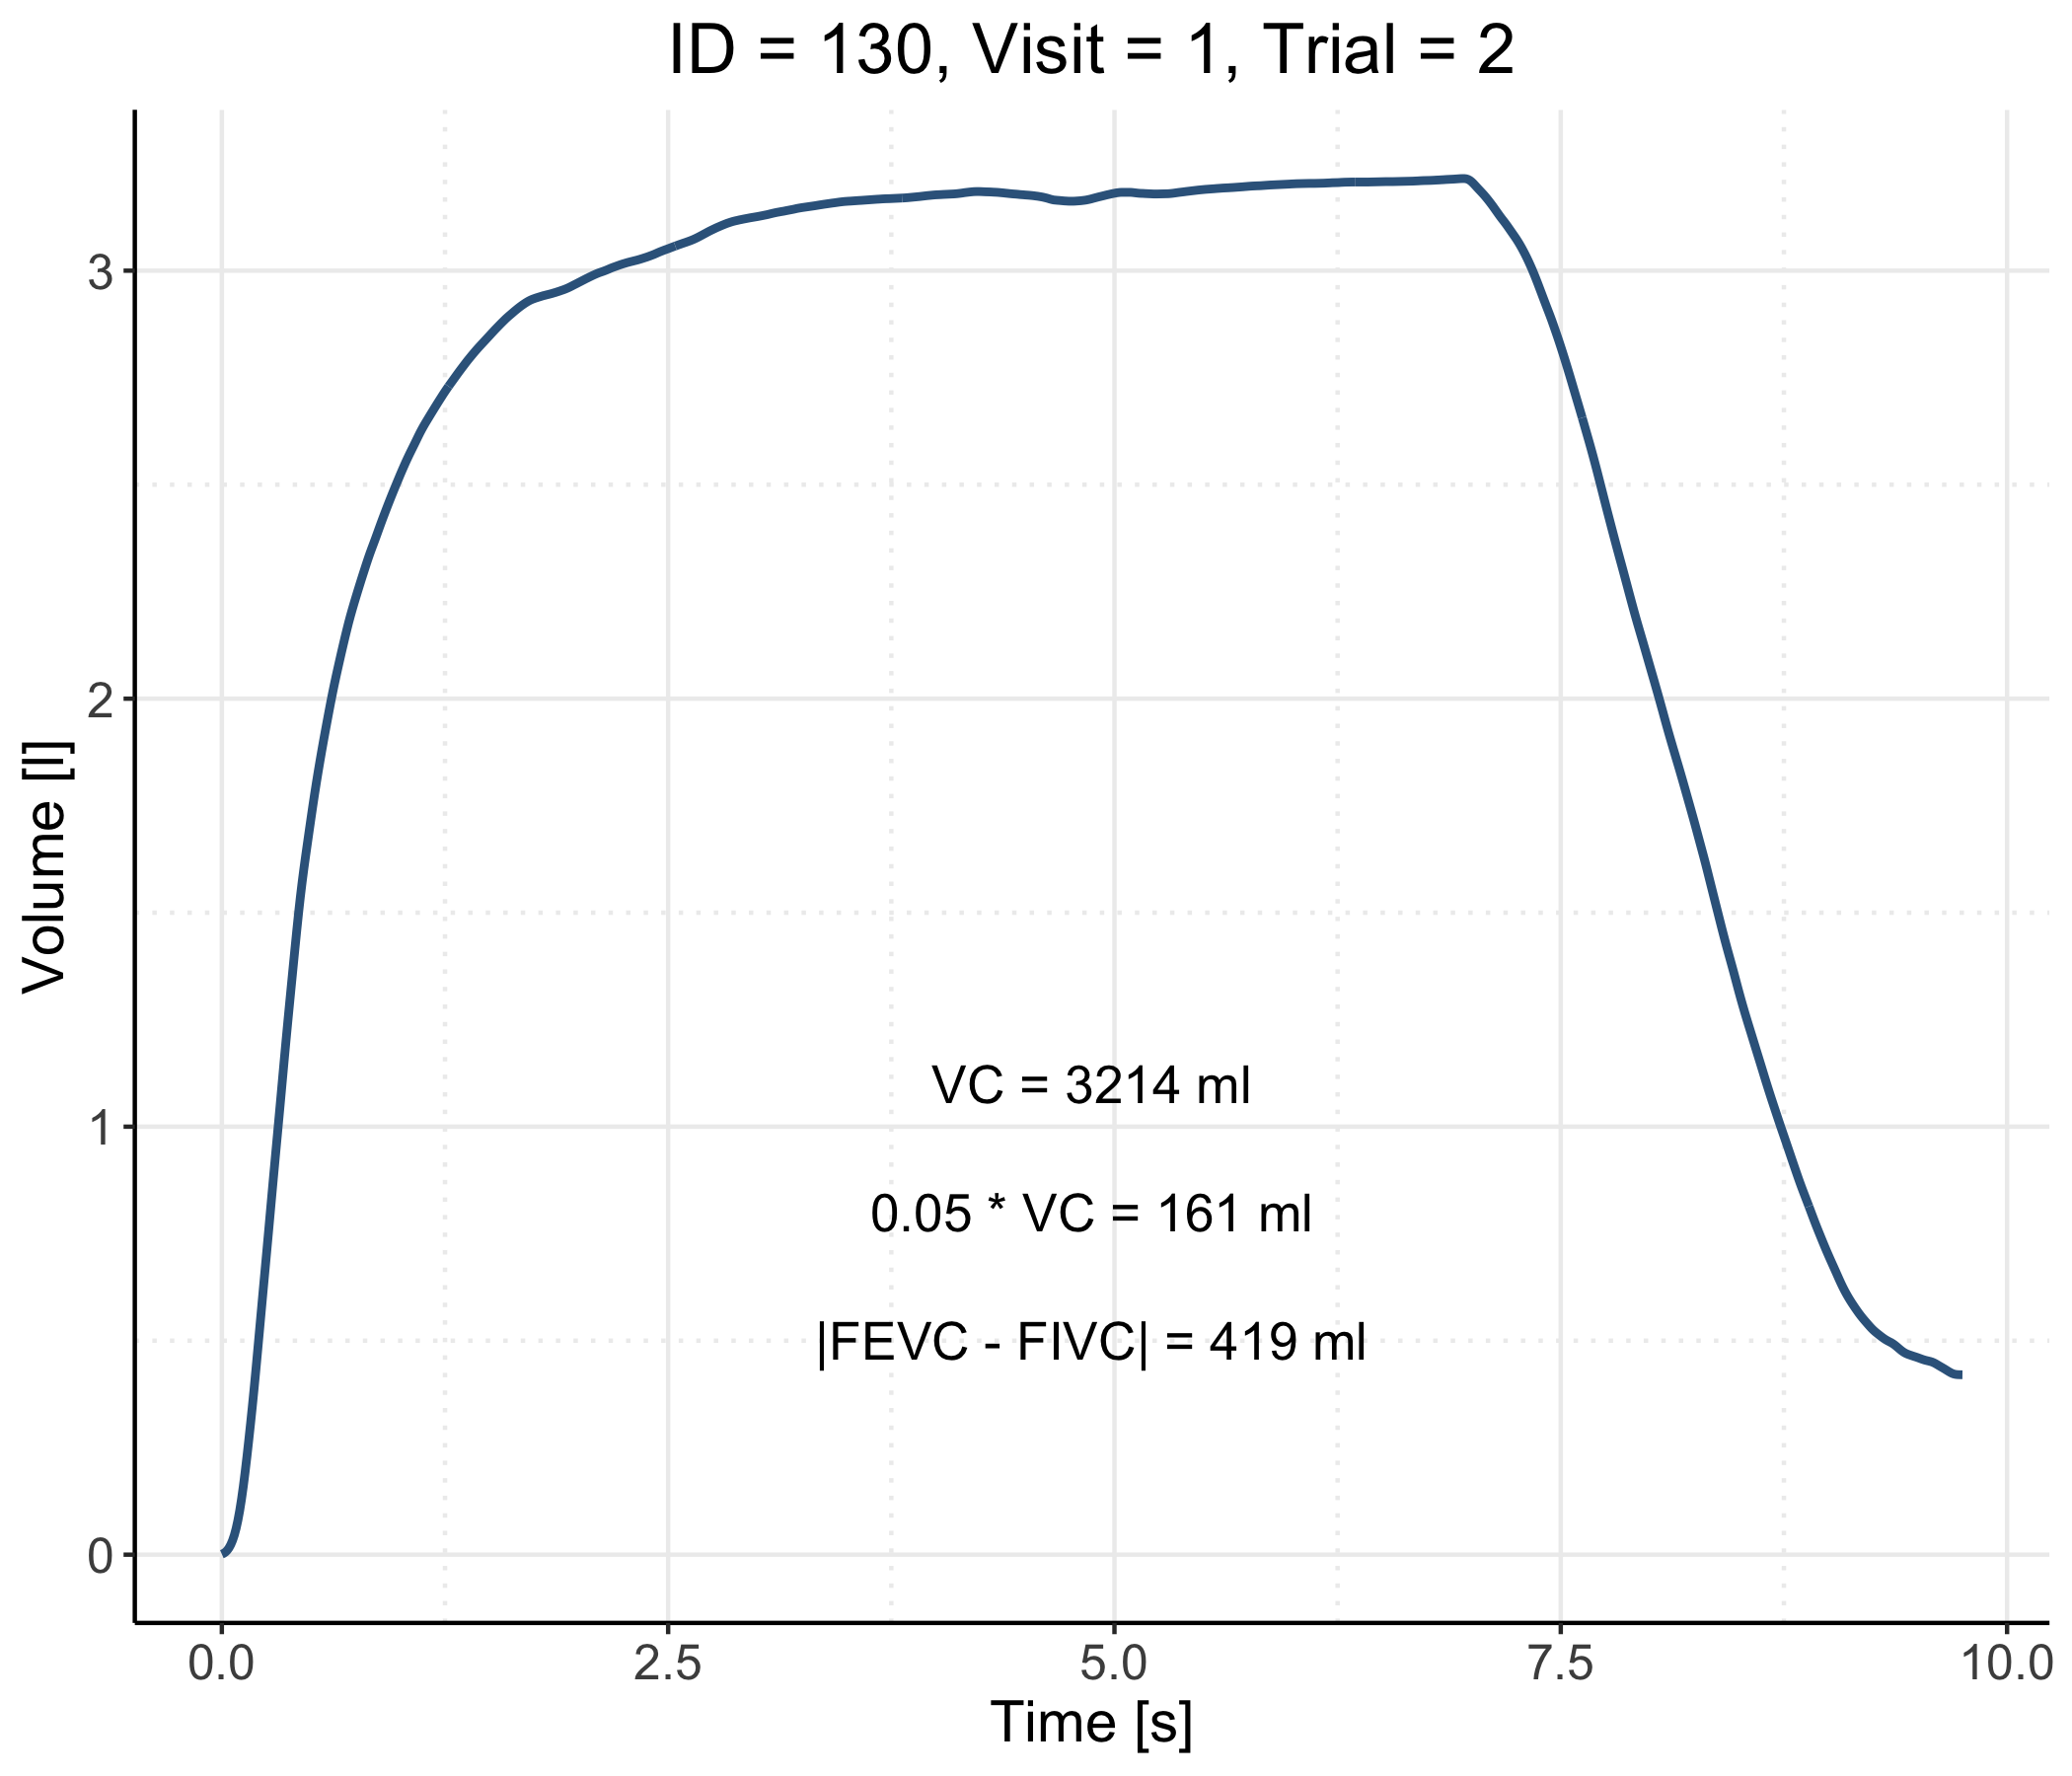 ID = 130, Visit = 1, Trial = 2
Volume [l]
3
2
1
0
VC = 3214 ml
0.05 * VC = 161 ml
|FEVC - FIVC| = 419 ml
0.0 2.5 5.0 7.5 10.0
Time [s]